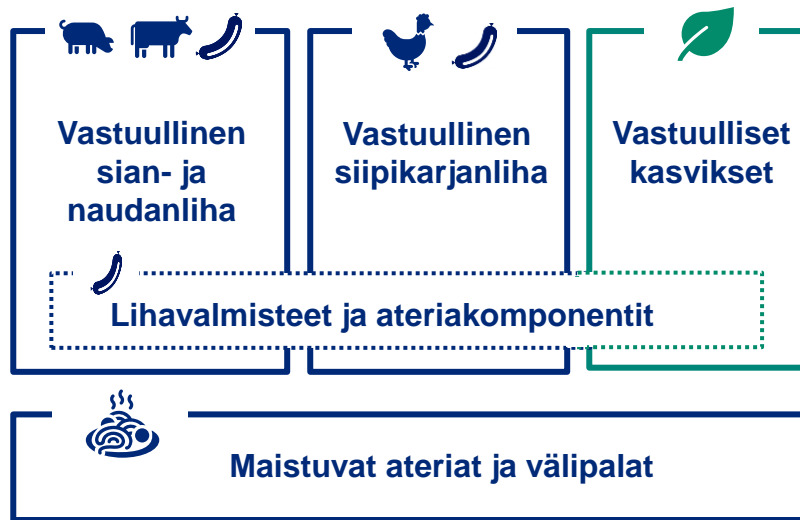 Vastuullinen
sian- ja
naudanliha
Vastuullinen
siipikarjanliha
Vastuulliset
kasvikset
Lihavalmisteet ja ateriakomponentit
Maistuvat ateriat ja välipalat